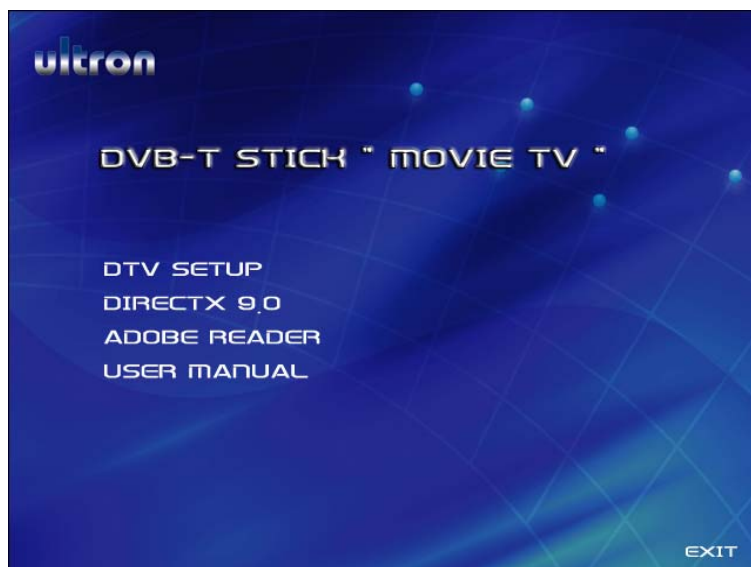 ultron
DVB-T STICK " MOVIE TV "
DTV SETUP
DIRECTX 9.0
ADOBE READER
USER MANUAL
EXIT